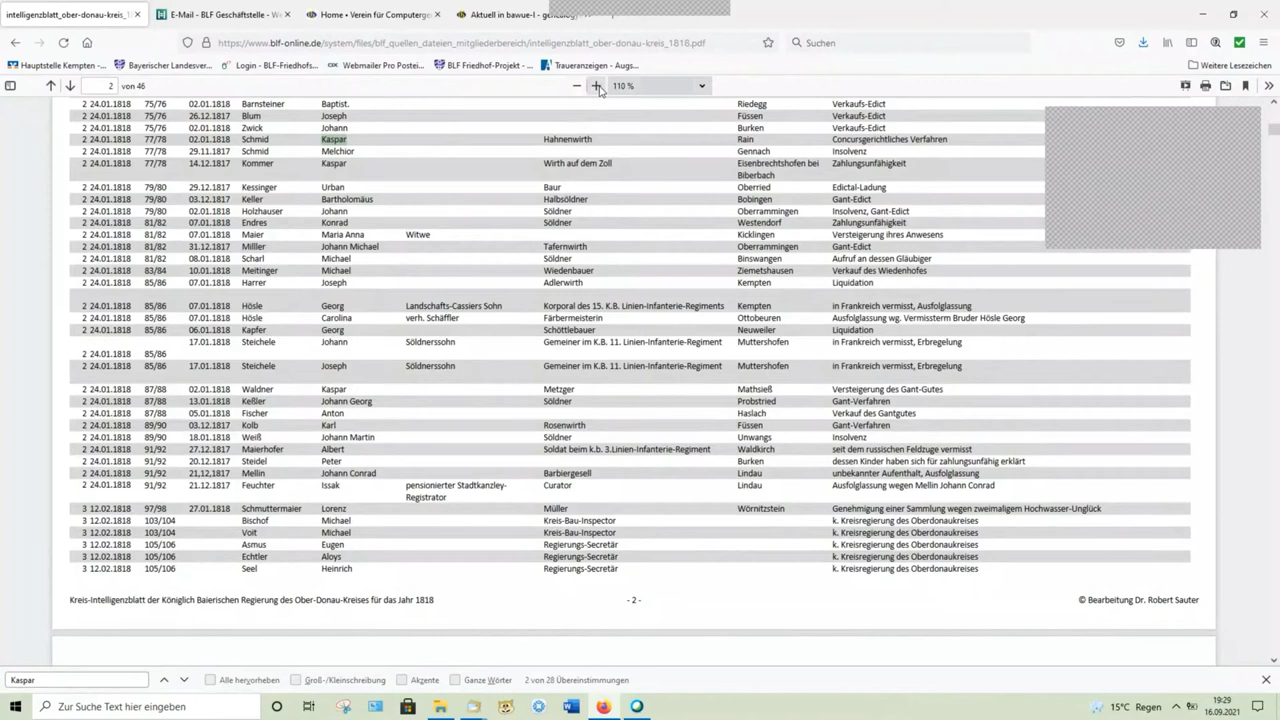 intelligenzblatt_ober-donau-kreis_1 E-Mail - BLF Geschäftstelle - We Home • Verein für Computerge Aktuell in bawue-l - genealogy
https://www.blf-online.de/system/files/blf_quellen_dateien_mitgliederbereich/intelligenzblatt_ober-donau-kreis_1818.pdf Suchen
Hauptstelle Kempten -... Bayerischer Landesver... Login - BLF-Friedhofs... Webmailer Pro Postei... BLF Friedhof-Projekt - ... Traueranzeigen - Augs... Weitere Lesezeichen
2 von 46 110 %
2 24.01.1818 75/76 02.01.1818 Barnsteiner Baptist. Riedegg Verkaufs-Edict
2 24.01.1818 75/76 26.12.1817 Blum Joseph Füssen Verkaufs-Edict
2 24.01.1818 75/76 02.01.1818 Zwick Johann Burken Verkaufs-Edict
2 24.01.1818 77/78 02.01.1818 Schmid Kaspar Hahnenwirth Rain Concursgerichtliches Verfahren
2 24.01.1818 77/78 29.11.1817 Schmid Melchior Gennach Insolvenz
2 24.01.1818 77/78 14.12.1817 Kommer Kaspar Wirth auf dem Zoll Eisenbrechtshofen bei Zahlungsunfähigkeit
Biberbach
2 24.01.1818 79/80 29.12.1817 Kessinger Urban Baur Oberried Edictal-Ladung
2 24.01.1818 79/80 03.12.1817 Keller Bartholomäus Halbsöldner Bobingen Gant-Edict
2 24.01.1818 79/80 02.01.1818 Holzhauser Johann Söldner Oberrammingen Insolvenz, Gant-Edict
2 24.01.1818 81/82 07.01.1818 Endres Konrad Söldner Westendorf Zahlungsunfähigkeit
2 24.01.1818 81/82 07.01.1818 Maier Maria Anna Witwe Kicklingen Versteigerung ihres Anwesens
2 24.01.1818 81/82 31.12.1817 Milller Johann Michael Tafernwirth Oberrammingen Gant-Edict
2 24.01.1818 81/82 08.01.1818 Scharl Michael Söldner Binswangen Aufruf an dessen Gläubiger
2 24.01.1818 83/84 10.01.1818 Meitinger Michael Wiedenbauer Ziemetshausen Verkauf des Wiedenhofes
2 24.01.1818 85/86 07.01.1818 Harrer Joseph Adlerwirth Kempten Liquidation
2 24.01.1818 85/86 07.01.1818 Hösle Georg Landschafts-Cassiers Sohn Korporal des 15. K.B. Linien-Infanterie-Regiments Kempten in Frankreich vermisst, Ausfolglassung
2 24.01.1818 85/86 07.01.1818 Hösle Carolina verh. Schäffler Färbermeisterin Ottobeuren Ausfolglassung wg. Vermissterm Bruder Hösle Georg
2 24.01.1818 85/86 06.01.1818 Kapfer Georg Schöttlebauer Neuweiler Liquidation
17.01.1818 Steichele Johann Söldnerssohn Gemeiner im K.B. 11. Linien-Infanterie-Regiment Muttershofen in Frankreich vermisst, Erbregelung
2 24.01.1818 85/86
2 24.01.1818 85/86 17.01.1818 Steichele Joseph Söldnerssohn Gemeiner im K.B. 11. Linien-Infanterie-Regiment Muttershofen in Frankreich vermisst, Erbregelung
2 24.01.1818 87/88 02.01.1818 Waldner Kaspar Metzger Mathsieß Versteigerung des Gant-Gutes
2 24.01.1818 87/88 13.01.1818 Keßler Johann Georg Söldner Probstried Gant-Verfahren
2 24.01.1818 87/88 05.01.1818 Fischer Anton Haslach Verkauf des Gantgutes
2 24.01.1818 89/90 03.12.1817 Kolb Karl Rosenwirth Füssen Gant-Verfahren
2 24.01.1818 89/90 18.01.1818 Weiß Johann Martin Söldner Unwangs Insolvenz
2 24.01.1818 91/92 27.12.1817 Maierhofer Albert Soldat beim k.b. 3.Linien-Infanterie-Regiment Waldkirch seit dem russischen Feldzuge vermisst
2 24.01.1818 91/92 20.12.1817 Steidel Peter Burken dessen Kinder haben sich für zahlungsunfähig erklärt
2 24.01.1818 91/92 21.12.1817 Mellin Johann Conrad Barbiergesell Lindau unbekannter Aufenthalt, Ausfolglassung
2 24.01.1818 91/92 21.12.1817 Feuchter Issak pensionierter Stadtkanzley- Curator Lindau Ausfolglassung wegen Mellin Johann Conrad
Registrator
3 12.02.1818 97/98 27.01.1818 Schmuttermaier Lorenz Müller Wörnitzstein Genehmigung einer Sammlung wegen zweimaligem Hochwasser-Unglück
3 12.02.1818 103/104 Bischof Michael Kreis-Bau-Inspector k. Kreisregierung des Oberdonaukreises
3 12.02.1818 103/104 Voit Michael Kreis-Bau-Inspector k. Kreisregierung des Oberdonaukreises
3 12.02.1818 105/106 Asmus Eugen Regierungs-Secretär k. Kreisregierung des Oberdonaukreises
3 12.02.1818 105/106 Echtler Aloys Regierungs-Secretär k. Kreisregierung des Oberdonaukreises
3 12.02.1818 105/106 Seel Heinrich Regierungs-Secretär k. Kreisregierung des Oberdonaukreises
Kreis-Intelligenzblatt der Königlich Baierischen Regierung des Ober-Donau-Kreises für das Jahr 1818 - 2 - © Bearbeitung Dr. Robert Sauter
Kaspar Alle hervorheben Groß-/Kleinschreibung Akzente Ganze Wörter 2 von 28 Übereinstimmungen
Zur Suche Text hier eingeben 15°C Regen 19:29
16.09.2021